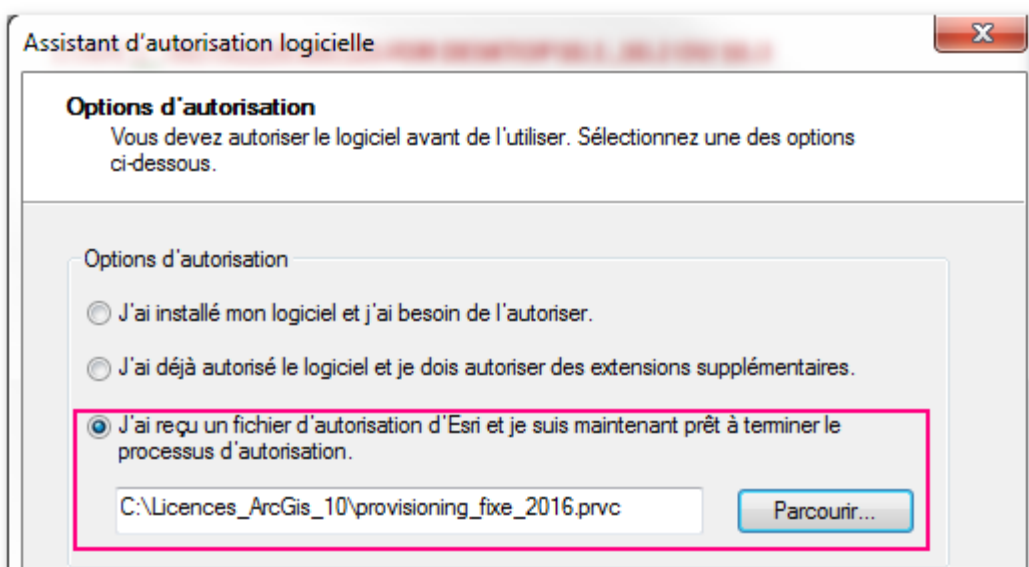 Assistant d'autorisation logicielle
Options d'autorisation
Vous devez autoriser le logiciel avant de l'utiliser. Sélectionnez une des options
ci-dessous.
Options d'autorisation
J'ai installé mon logiciel et j'ai besoin de l'autoriser.
J'ai déjà autorisé le logiciel et je dois autoriser des extensions supplémentaires.
J'ai reçu un fichier d'autorisation d'Esri et je suis maintenant prêt à terminer le
processus d'autorisation.
C:\Licences_ArcGis_10\provisioning_fixe_2016.prvc
Parcourir...